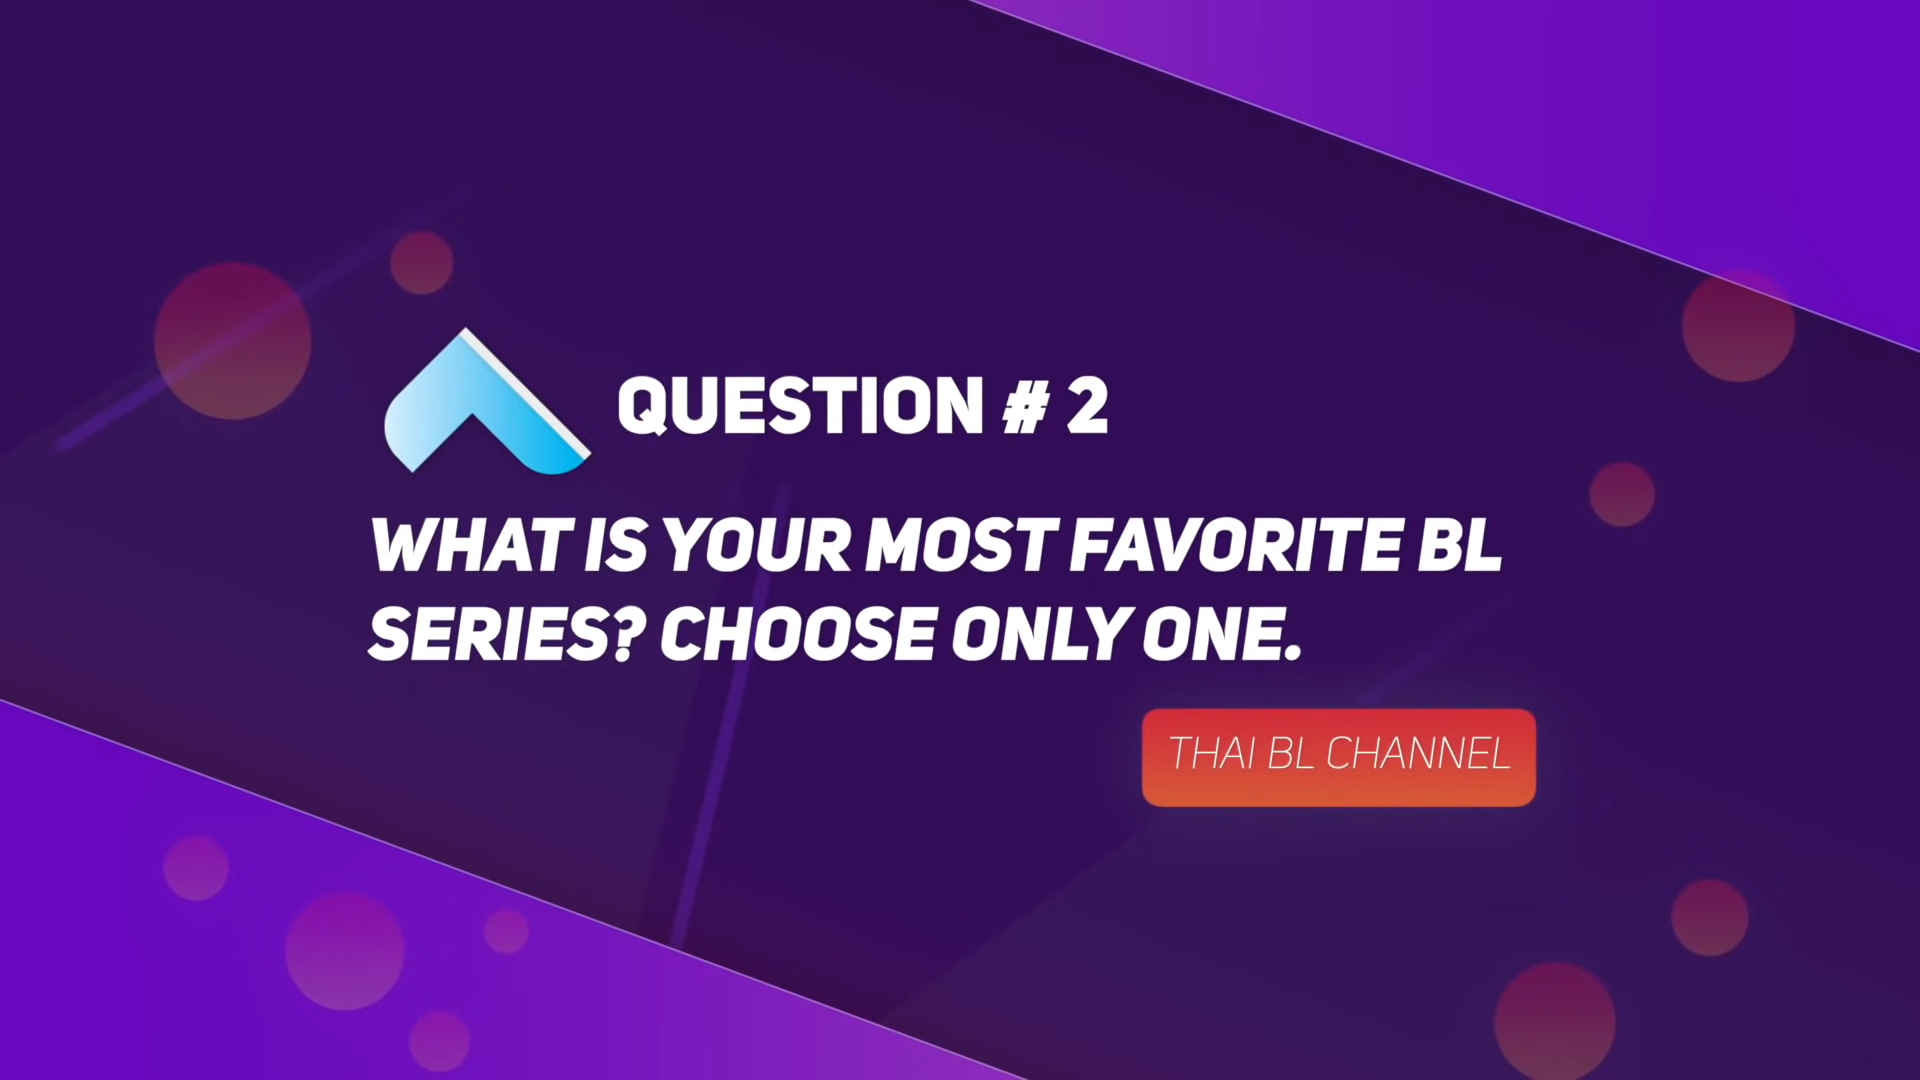 QUESTION # 2
WHAT IS YOUR MOST FAVORITE BL
SERIES? CHOOSE ONLY ONE.
THAI BL CHANNEL